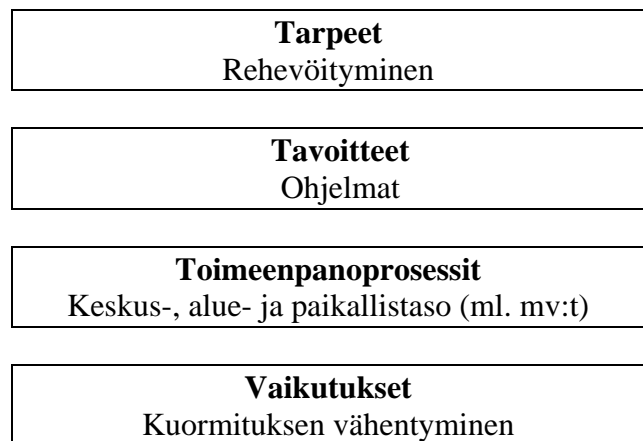 Tarpeet
Rehevöityminen
Tavoitteet
Ohjelmat
Toimeenpanoprosessit
Keskus-, alue- ja paikallistaso (ml. mv:t)
Vaikutukset
Kuormituksen vähentyminen